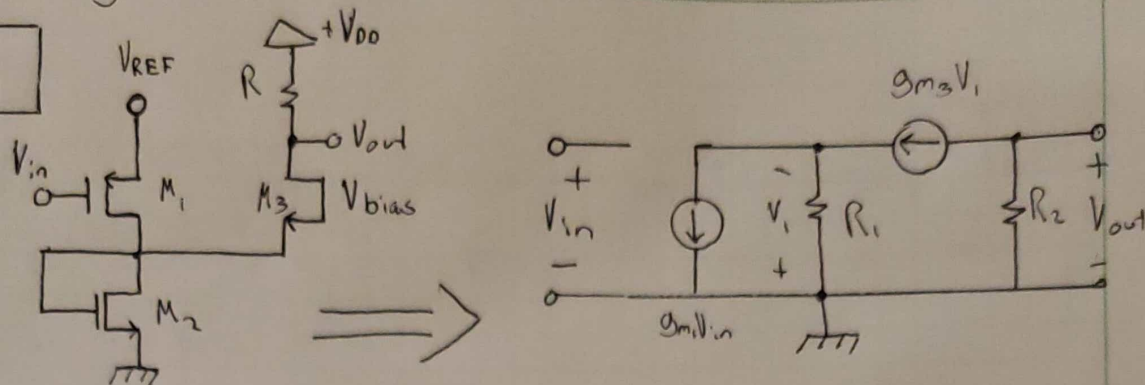 VREF
+VDD
R
Vout
Vin
M1
M3
Vbias
M2
gm3V1
+
Vin
-
gm1Vin
-
V1
+
R1
R2
+
Vout
-